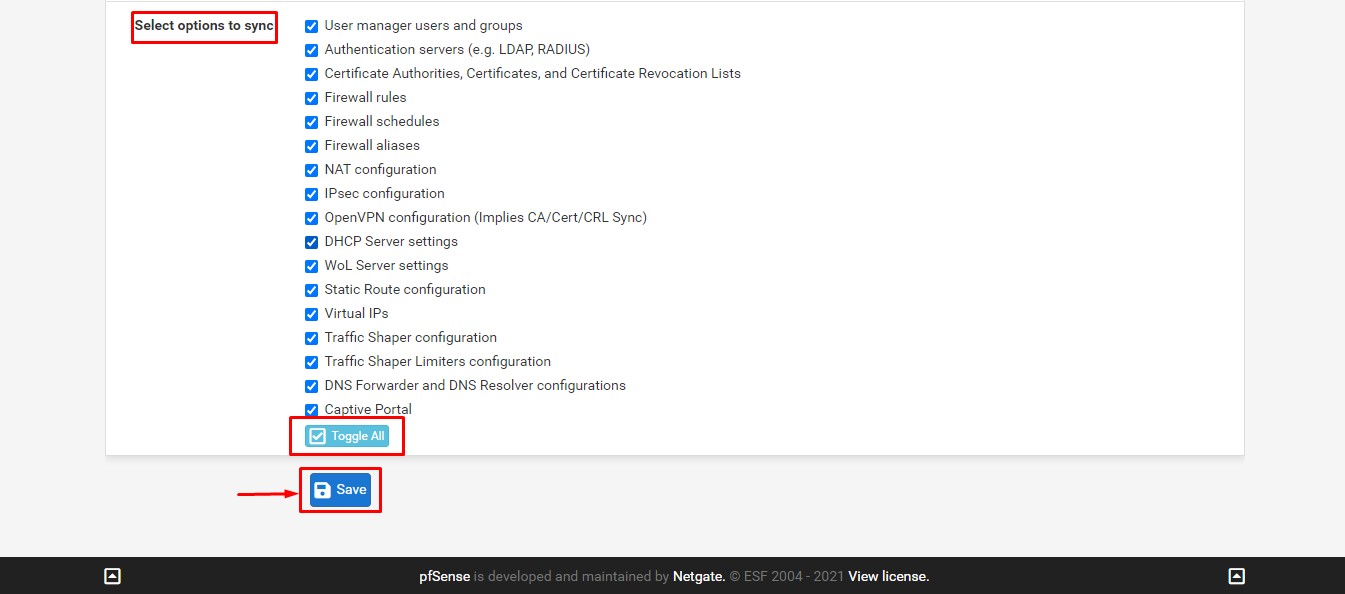 Select options to sync
User manager users and groups
Authentication servers (e.g. LDAP, RADIUS)
Certificate Authorities, Certificates, and Certificate Revocation Lists
Firewall rules
Firewall schedules
Firewall aliases
NAT configuration
IPsec configuration
OpenVPN configuration (Implies CA/Cert/CRL Sync)
DHCP Server settings
WoL Server settings
Static Route configuration
Virtual IPs
Traffic Shaper configuration
Traffic Shaper Limiters configuration
DNS Forwarder and DNS Resolver configurations
Captive Portal
Toggle All
Save
pfSense is developed and maintained by Netgate. © ESF 2004 - 2021 View license.